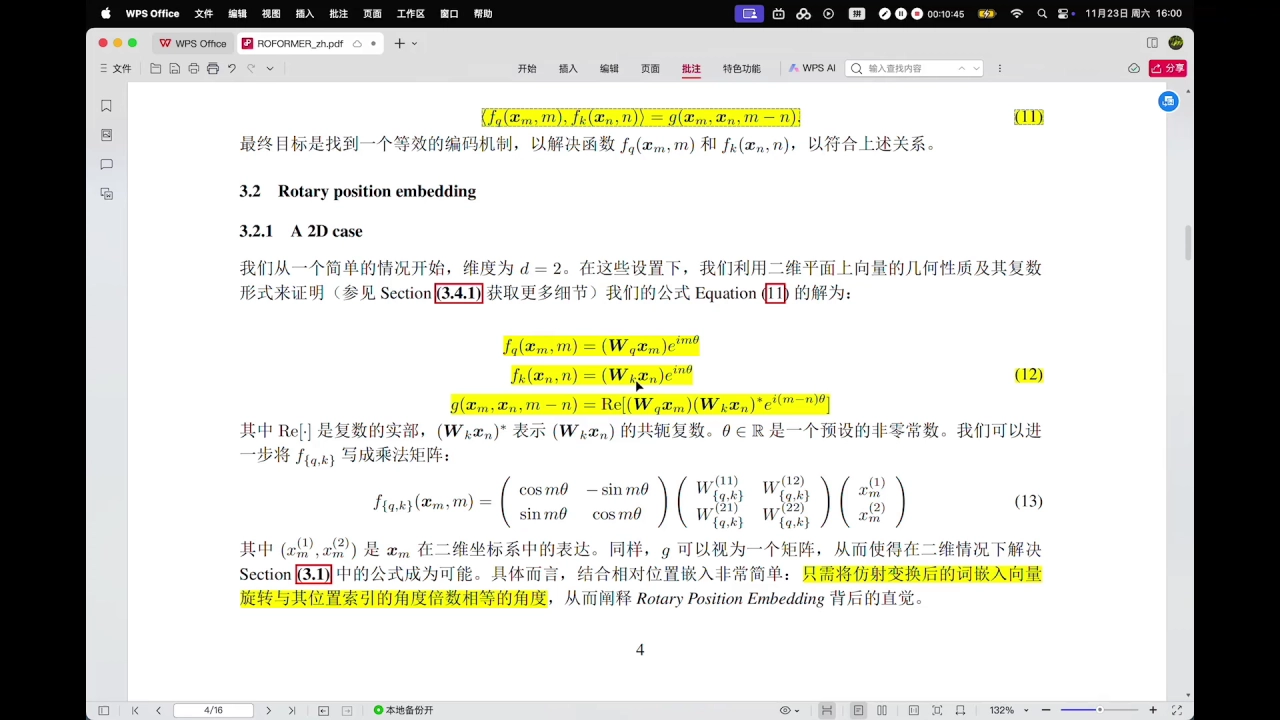 WPS Office 文件 编辑 视图 插入 批注 页面 工作区 窗口 帮助 拼 00:10:45 11月23日 周六 16:00
WPS Office ROFORMER_zh.pdf
文件 开始 插入 编辑 页面 批注 特色功能 WPS AI 输入查找内容 分享
⟨f_q(x_m, m), f_k(x_n, n)⟩ = g(x_m, x_n, m − n). (11)
最终目标是找到一个等效的编码机制，以解决函数 f_q(x_m, m) 和 f_k(x_n, n)，以符合上述关系。
3.2 Rotary position embedding
3.2.1 A 2D case
我们从一个简单的情况开始，维度为 d = 2。在这些设置下，我们利用二维平面上向量的几何性质及其复数
形式来证明（参见 Section (3.4.1) 获取更多细节）我们的公式 Equation (11) 的解为：
f_q(x_m, m) = (W_q x_m)e^{imθ}
f_k(x_n, n) = (W_k x_n)e^{inθ} (12)
g(x_m, x_n, m − n) = Re[(W_q x_m)(W_k x_n)^* e^{i(m−n)θ}]
其中 Re[·] 是复数的实部，(W_k x_n)^* 表示 (W_k x_n) 的共轭复数。θ ∈ ℝ 是一个预设的非零常数。我们可以进
一步将 f_{{q,k}} 写成乘法矩阵：
f_{{q,k}}(x_m, m) = ( cos mθ − sin mθ ) ( W_{{q,k}}^{(11)} W_{{q,k}}^{(12)} ) ( x_m^{(1)} ) (13)
( sin mθ cos mθ ) ( W_{{q,k}}^{(21)} W_{{q,k}}^{(22)} ) ( x_m^{(2)} )
其中 (x_m^{(1)}, x_m^{(2)}) 是 x_m 在二维坐标系中的表达。同样，g 可以视为一个矩阵，从而使得在二维情况下解决
Section (3.1) 中的公式成为可能。具体而言，结合相对位置嵌入非常简单：只需将仿射变换后的词嵌入向量
旋转与其位置索引的角度倍数相等的角度，从而阐释 Rotary Position Embedding 背后的直觉。
4
4/16 本地备份开 132%